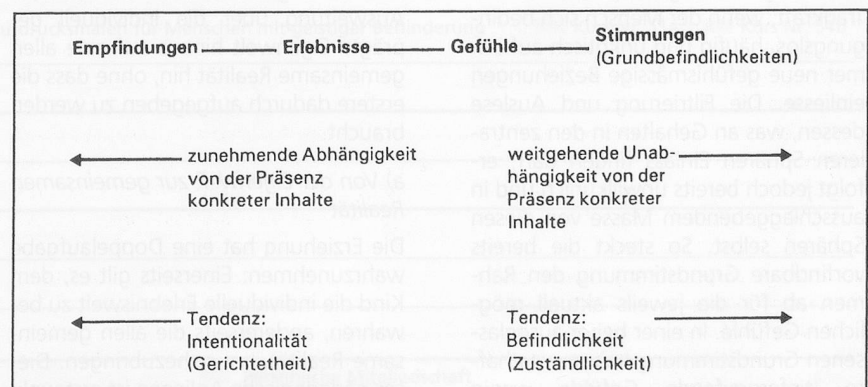 Empfindungen — Erlebnisse — Gefühle — Stimmungen
(Grundbefindlichkeiten)
zunehmende Abhängigkeit
von der Präsenz
konkreter Inhalte
weitgehende Unab-
hängigkeit von der
Präsenz konkreter
Inhalte
Tendenz:
Intentionalität
(Gerichtetheit)
Tendenz:
Befindlichkeit
(Zuständlichkeit)